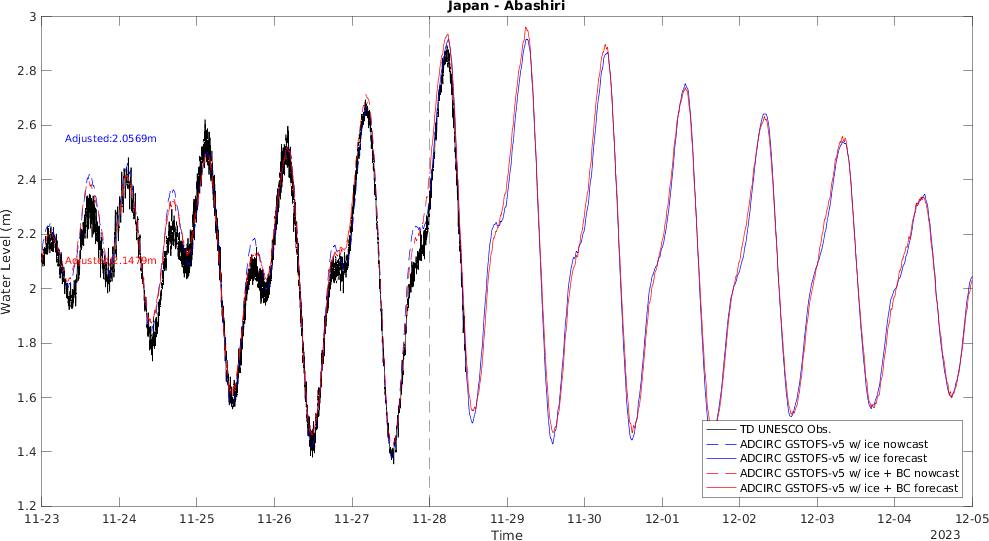 Japan - Abashiri
Water Level (m)
3
2.8
2.6
2.4
2.2
2
1.8
1.6
1.4
1.2
Adjusted:2.0569m
Adjusted:2.1479m
TD UNESCO Obs.
ADCIRC GSTOFS-v5 w/ ice nowcast
ADCIRC GSTOFS-v5 w/ ice forecast
ADCIRC GSTOFS-v5 w/ ice + BC nowcast
ADCIRC GSTOFS-v5 w/ ice + BC forecast
11-23 11-24 11-25 11-26 11-27 11-28 11-29 11-30 12-01 12-02 12-03 12-04 12-05
Time
2023